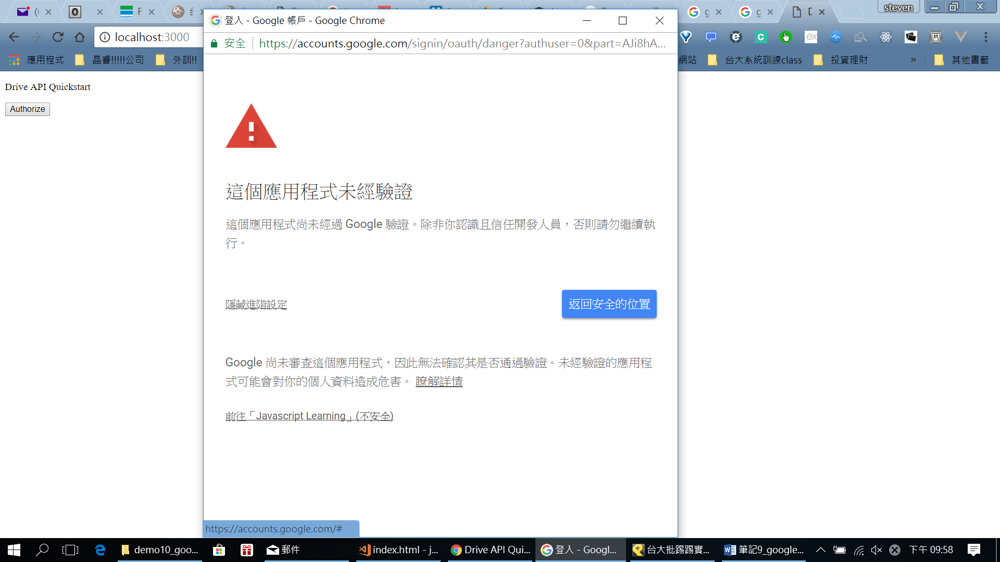 steven
登入 - Google 帳戶 - Google Chrome
localhost:3000
安全
https://accounts.google.com/signin/oauth/danger?authuser=0&part=AJi8hA...
應用程式
晶睿!!!!!公司
外訓!!
網站
台大系統訓練class
投資理財
»
其他書籤
Drive API Quickstart
Authorize
這個應用程式未經驗證
這個應用程式尚未經過 Google 驗證。除非你認識且信任開發人員，否則請勿繼續執
行。
隱藏進階設定
返回安全的位置
Google 尚未審查這個應用程式，因此無法確認其是否通過驗證。未經驗證的應用程
式可能會對你的個人資料造成危害。 瞭解詳情
前往「Javascript Learning」(不安全)
https://accounts.google.com/#
demo10_goo...
郵件
index.html - j...
Drive API Qui...
登入 - Googl...
台大批踢踢實...
筆記9_google...
下午 09:58